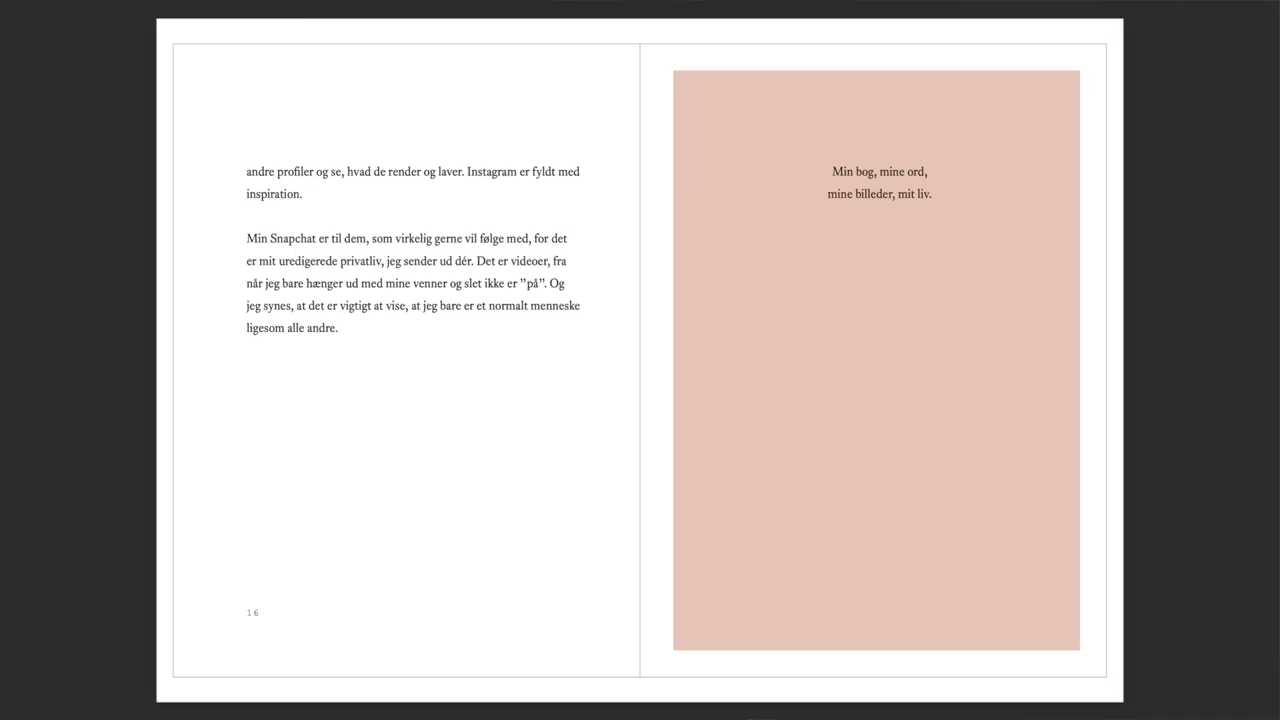 andre profiler og se, hvad de render og laver. Instagram er fyldt med
inspiration.
Min Snapchat er til dem, som virkelig gerne vil følge med, for det
er mit uredigerede privatliv, jeg sender ud dér. Det er videoer, fra
når jeg bare hænger ud med mine venner og slet ikke er ”på”. Og
jeg synes, at det er vigtigt at vise, at jeg bare er et normalt menneske
ligesom alle andre.
16
Min bog, mine ord,
mine billeder, mit liv.